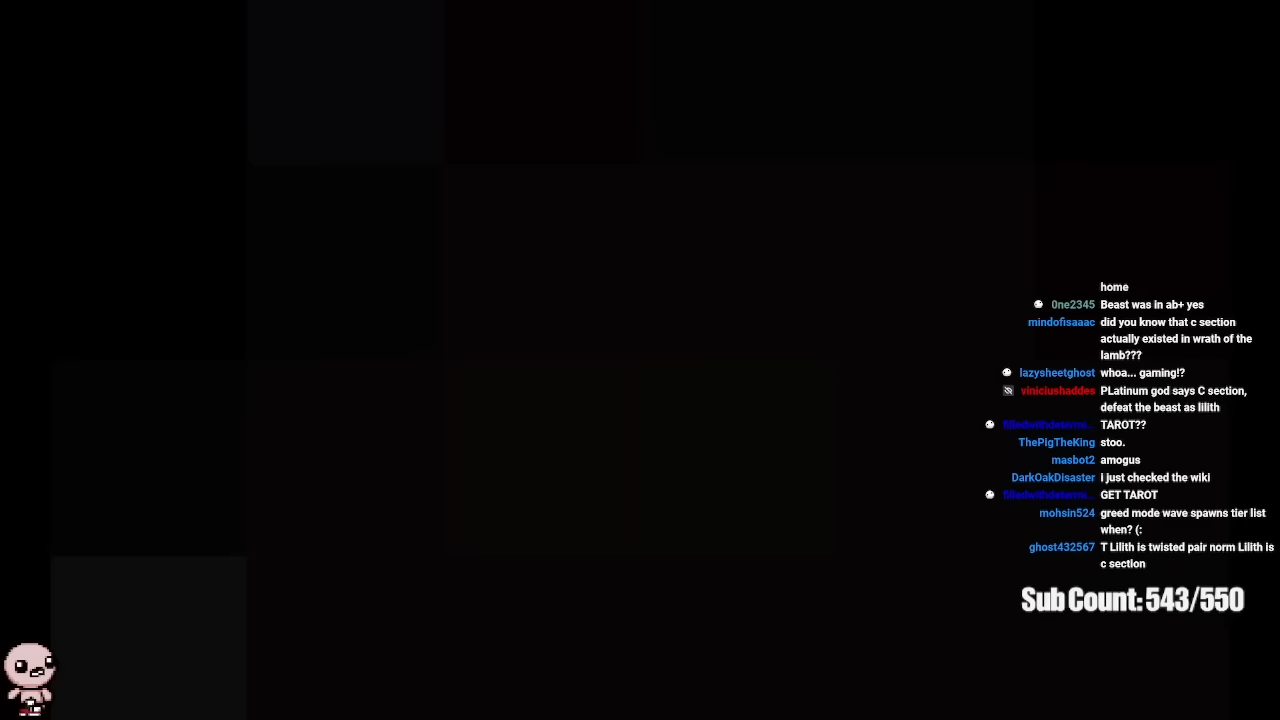 home
0ne2345 Beast was in ab+ yes
mindofisaaac did you know that c section
actually existed in wrath of the
lamb???
lazysheetghost whoa... gaming!?
viniciushaddes PLatinum god says C section,
defeat the beast as lilith
TAROT??
ThePigTheKing stoo.
masbot2 amogus
DarkOakDisaster i just checked the wiki
GET TAROT
mohsin524 greed mode wave spawns tier list
when? (:
ghost432567 T Lilith is twisted pair norm Lilith is
c section
Sub Count: 543/550